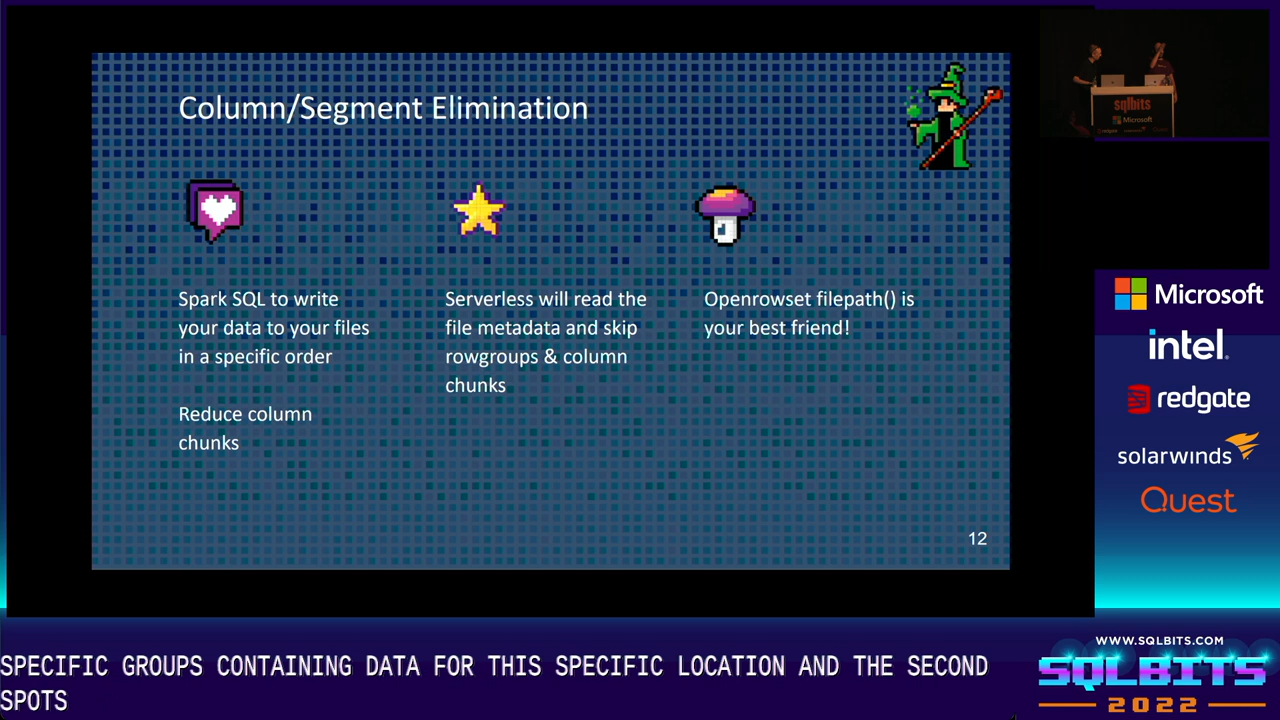 Column/Segment Elimination
Spark SQL to write
your data to your files
in a specific order
Reduce column
chunks
Serverless will read the
file metadata and skip
rowgroups & column
chunks
Openrowset filepath() is
your best friend!
12
sqlbits
Microsoft
Microsoft
intel.
redgate
solarwinds
Quest
WWW.SQLBITS.COM
SQLBITS
2022
SPECIFIC GROUPS CONTAINING DATA FOR THIS SPECIFIC LOCATION AND THE SECOND
SPOTS